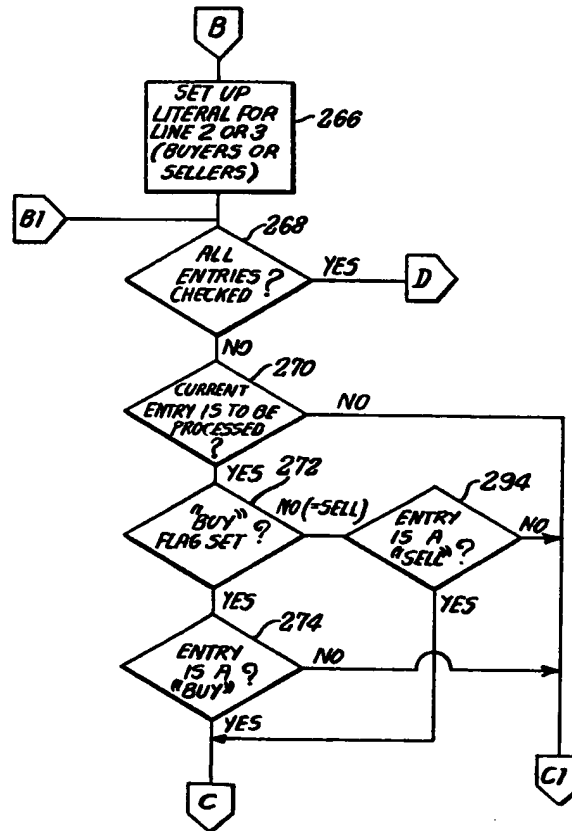 B
SET UP
LITERAL FOR
LINE 2 OR 3
(BUYERS OR
SELLERS)
266
B1
268
ALL
ENTRIES
CHECKED?
YES
D
NO
270
CURRENT
ENTRY IS TO BE
PROCESSED
?
NO
YES
272
"BUY"
FLAG SET?
NO (=SELL)
294
ENTRY
IS A
"SELL"?
NO
YES
YES
274
ENTRY
IS A
"BUY"?
NO
YES
C
C1